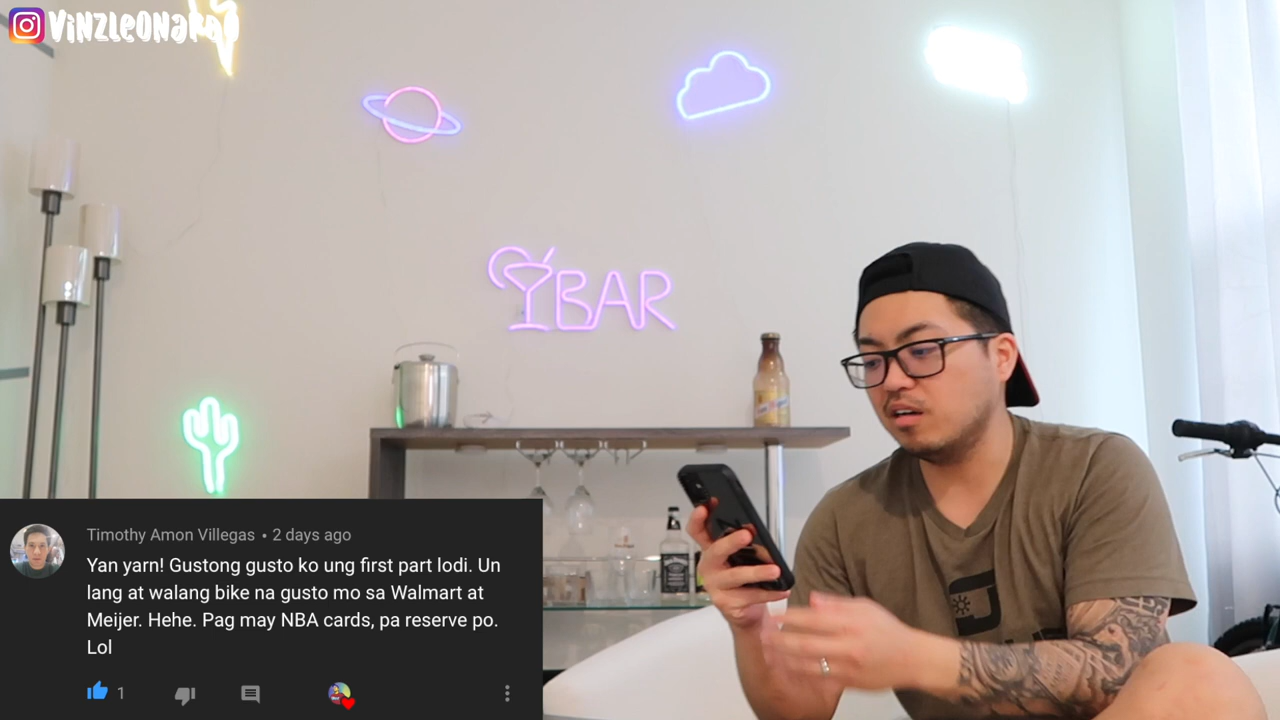 VINZLEONARDO
BAR
Timothy Amon Villegas • 2 days ago
Yan yarn! Gustong gusto ko ung first part lodi. Un
lang at walang bike na gusto mo sa Walmart at
Meijer. Hehe. Pag may NBA cards, pa reserve po.
Lol
1